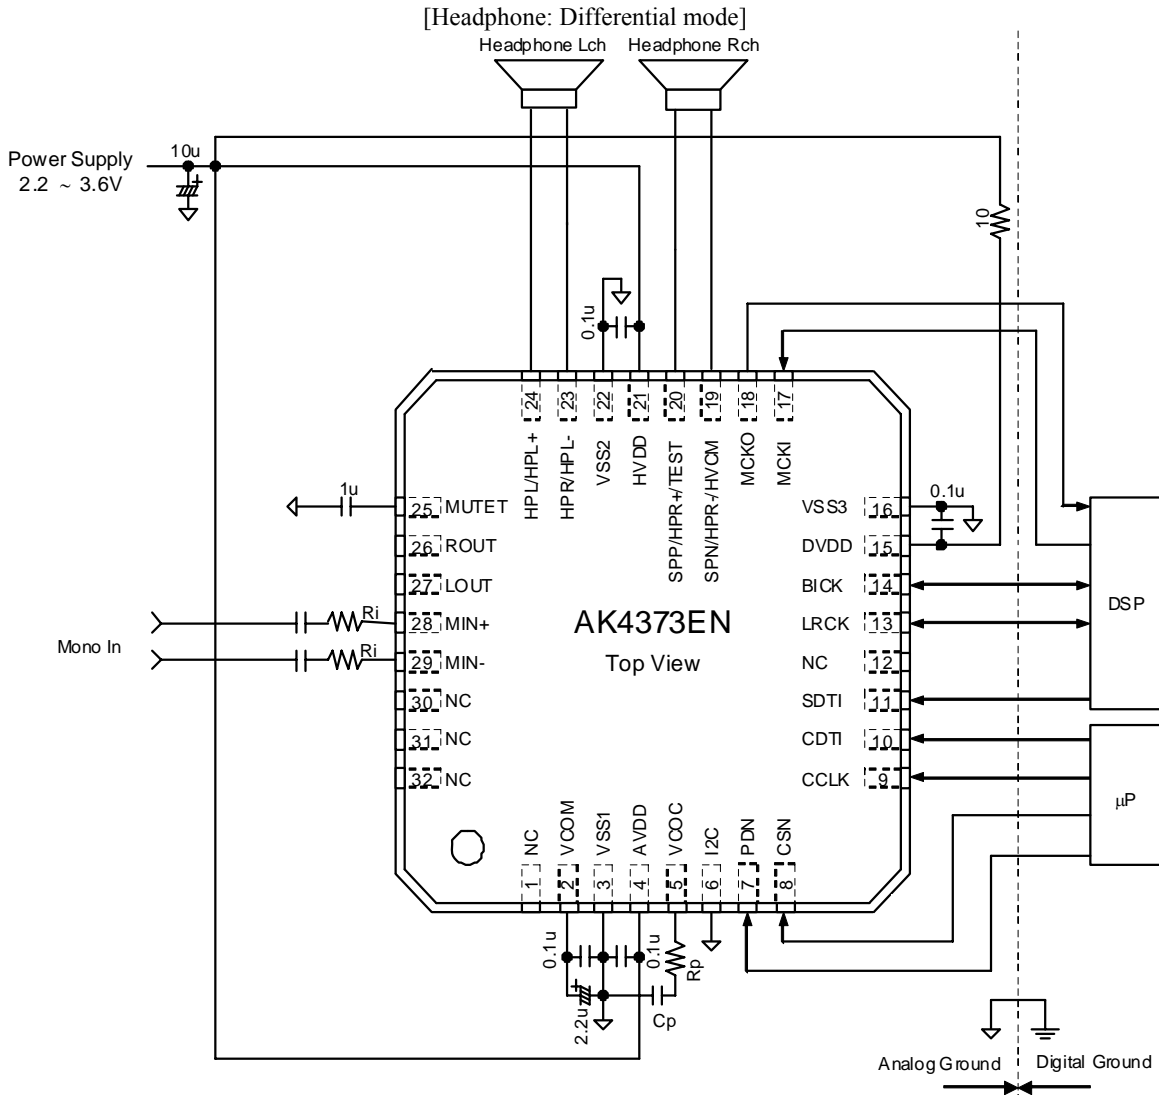 [Headphone: Differential mode]
Headphone Lch
Headphone Rch
Power Supply
2.2 ~ 3.6V
10u
+
10
0.1u
24
23
22
21
20
19
18
17
HPL/HPL+
HPR/HPL-
VSS2
HVDD
SPP/HPR+/TEST
SPN/HPR-/HVCM
MCKO
MCKI
1u
25 MUTET
26 ROUT
27 LOUT
Ri
28 MIN+
Mono In
Ri
29 MIN-
30 NC
31 NC
32 NC
AK4373EN
Top View
0.1u
VSS3 16
DVDD 15
BICK 14
LRCK 13
NC 12
SDTI 11
CDTI 10
CCLK 9
DSP
μP
NC
VCOM
VSS1
AVDD
VCOC
I2C
PDN
CSN
1
2
3
4
5
6
7
8
0.1u
0.1u
Rp
+
2.2u
Cp
Analog Ground
Digital Ground